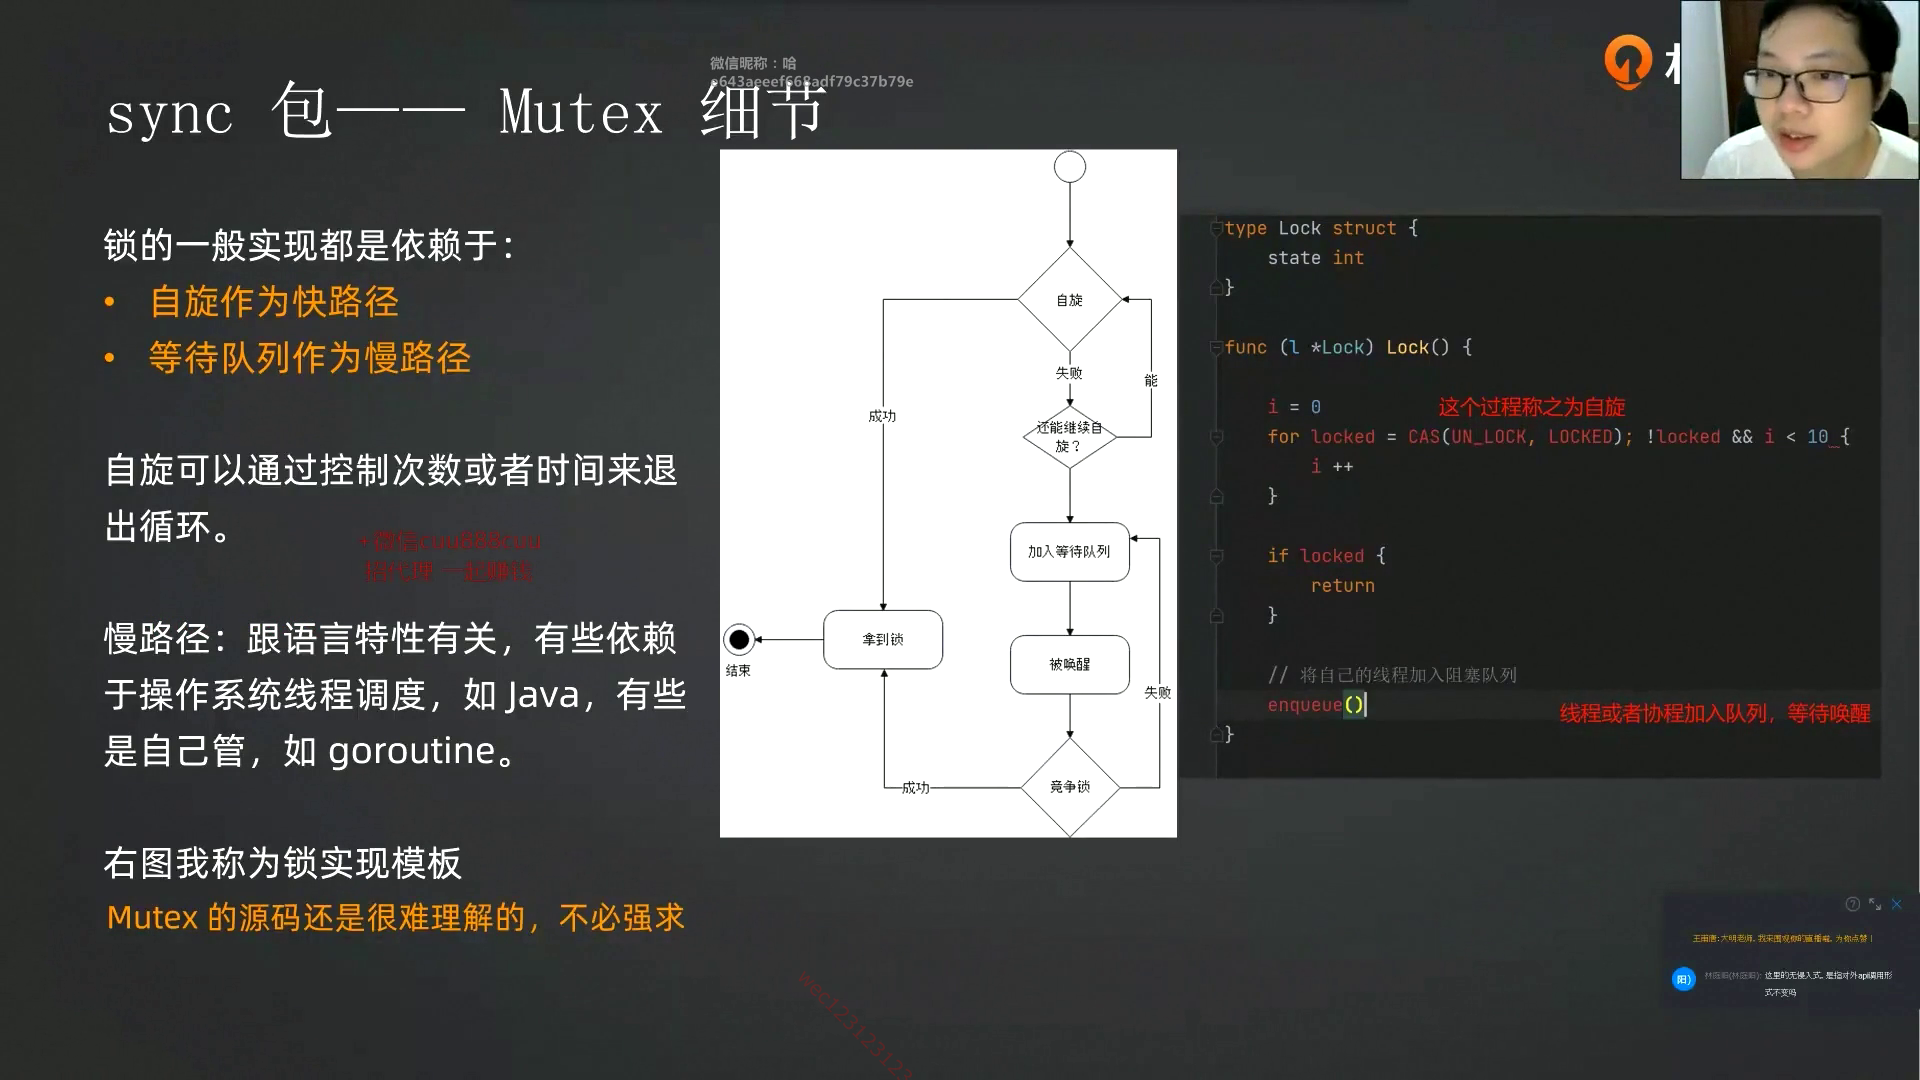 微信昵称：哈
e643aeeef668adf79c37b79e
sync 包—— Mutex 细节
锁的一般实现都是依赖于：
• 自旋作为快路径
• 等待队列作为慢路径
自旋可以通过控制次数或者时间来退
出循环。
+微信cuu888cuu
招代理 一起赚钱
慢路径：跟语言特性有关，有些依赖
于操作系统线程调度，如 Java，有些
是自己管，如 goroutine。
右图我称为锁实现模板
Mutex 的源码还是很难理解的，不必强求
自旋
失败
能
成功
还能继续自
旋？
加入等待队列
拿到锁
结束
被唤醒
失败
竞争锁
成功
type Lock struct {
state int
}
func (l *Lock) Lock() {
i = 0
这个过程称之为自旋
for locked = CAS(UN_LOCK, LOCKED); !locked && i < 10 {
i ++
}
if locked {
return
}
// 将自己的线程加入阻塞队列
enqueue()
线程或者协程加入队列，等待唤醒
}
大明老师，我来围观你的直播啦，为你点赞！
阳)
这里的无侵入式，是指对外api调用形
式不变吗
wec123123123